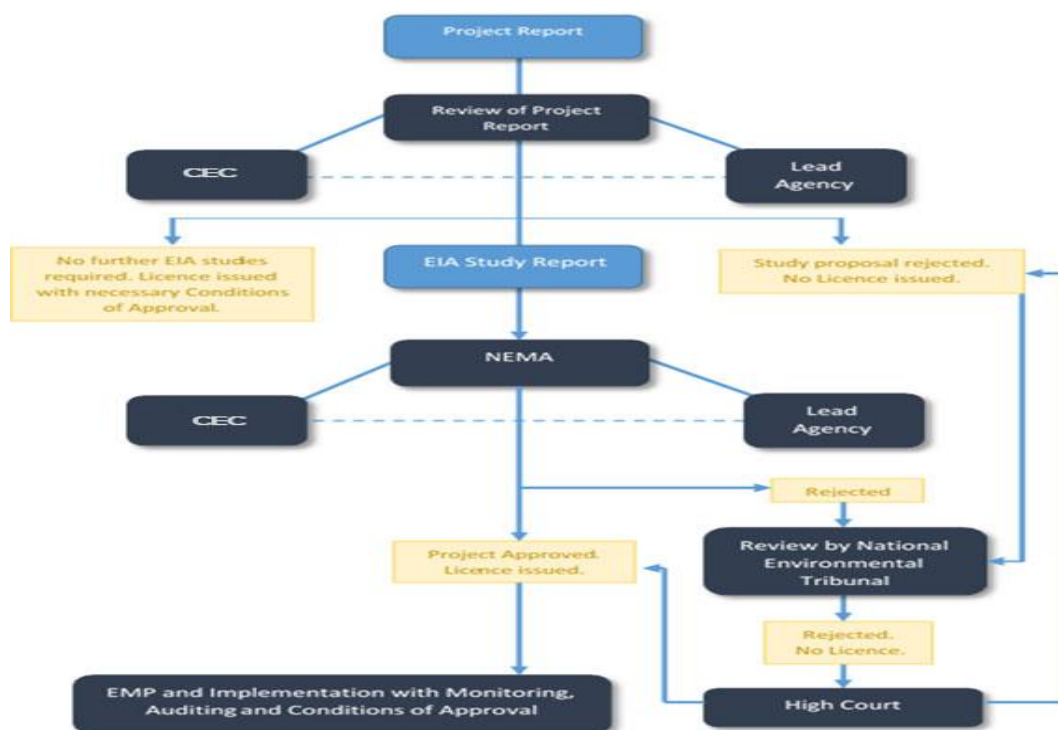 Project Report
Review of Project
Report
CEC
Lead
Agency
No further EIA studies
required. Licence issued
with necessary Conditions
of Approval.
EIA Study Report
Study proposal rejected.
No Licence issued.
NEMA
CEC
Lead
Agency
Rejected
Project Approved.
Licence issued.
Review by National
Environmental
Tribunal
Rejected.
No Licence.
EMP and Implementation with Monitoring,
Auditing and Conditions of Approval
High Court